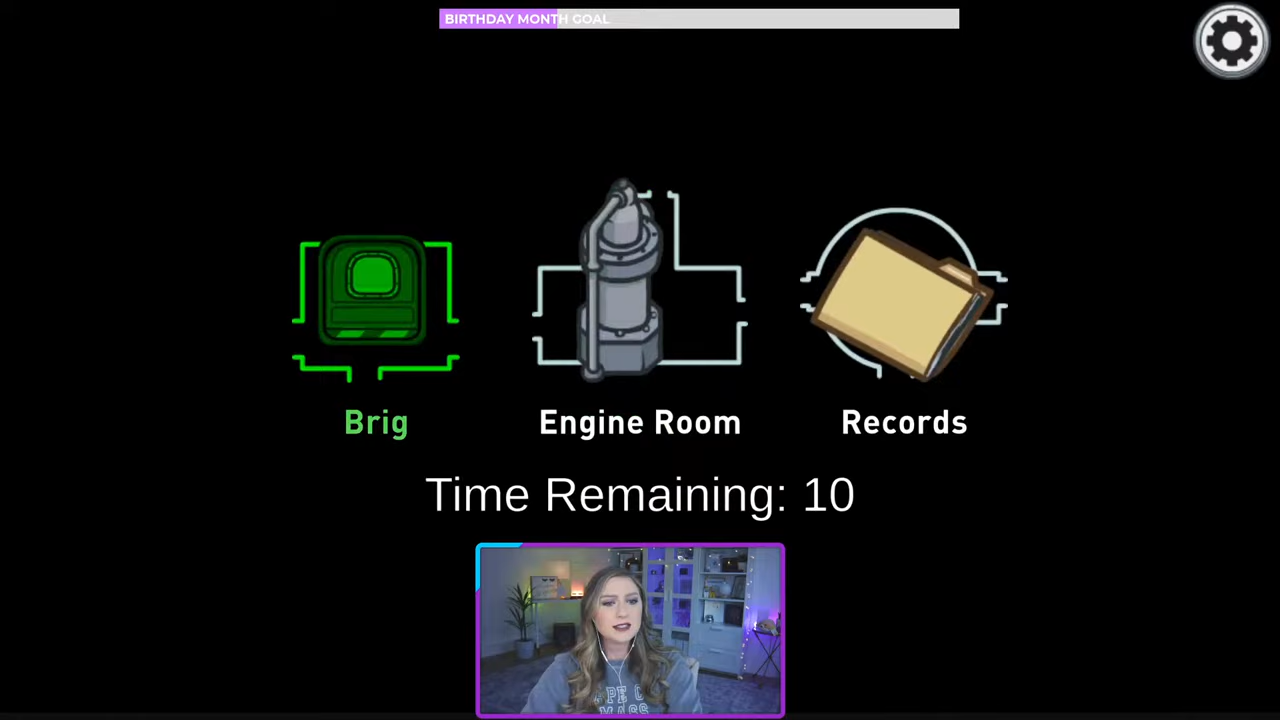 BIRTHDAY MONTH GOAL
Brig
Engine Room
Records
Time Remaining: 10